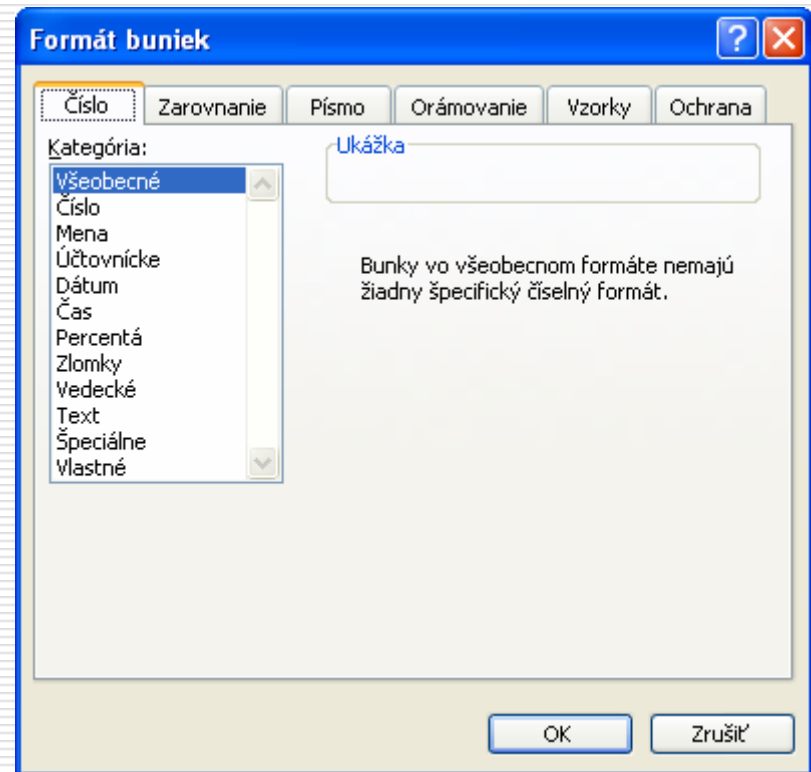 Formát buniek
Číslo
Zarovnanie
Písmo
Orámovanie
Vzorky
Ochrana
Kategória:
Všeobecné
Číslo
Mena
Účtovnícke
Dátum
Čas
Percentá
Zlomky
Vedecké
Text
Špeciálne
Vlastné
Ukážka
Bunky vo všeobecnom formáte nemajú
žiadny špecifický číselný formát.
OK
Zrušiť